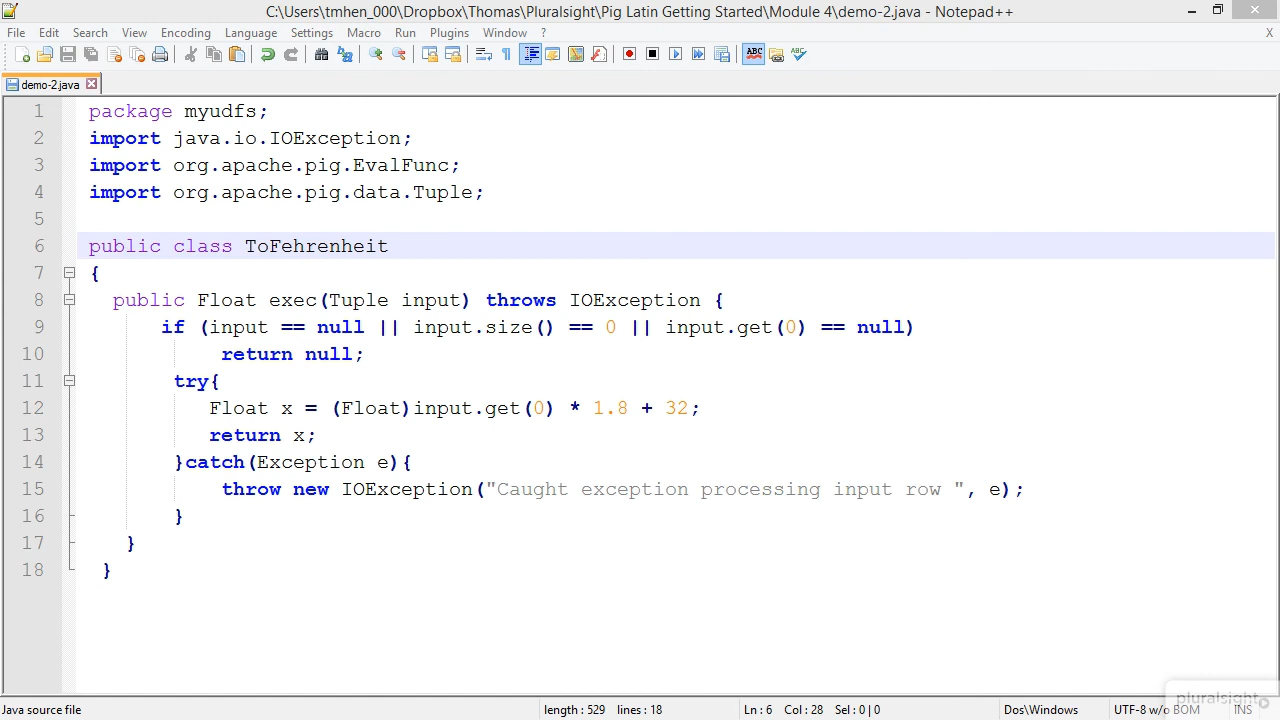 C:\Users\tmhen_000\Dropbox\Thomas\Pluralsight\Pig Latin Getting Started\Module 4\demo-2.java - Notepad++
File Edit Search View Encoding Language Settings Macro Run Plugins Window ? X
ABC ABC
demo-2.java
1 package myudfs;
2 import java.io.IOException;
3 import org.apache.pig.EvalFunc;
4 import org.apache.pig.data.Tuple;
5
6 public class ToFehrenheit
7 {
8 public Float exec(Tuple input) throws IOException {
9 if (input == null || input.size() == 0 || input.get(0) == null)
10 return null;
11 try{
12 Float x = (Float)input.get(0) * 1.8 + 32;
13 return x;
14 }catch(Exception e){
15 throw new IOException("Caught exception processing input row ", e);
16 }
17 }
18 }
pluralsight
Java source file length : 529 lines : 18 Ln : 6 Col : 28 Sel : 0 | 0 Dos\Windows UTF-8 w/o BOM INS